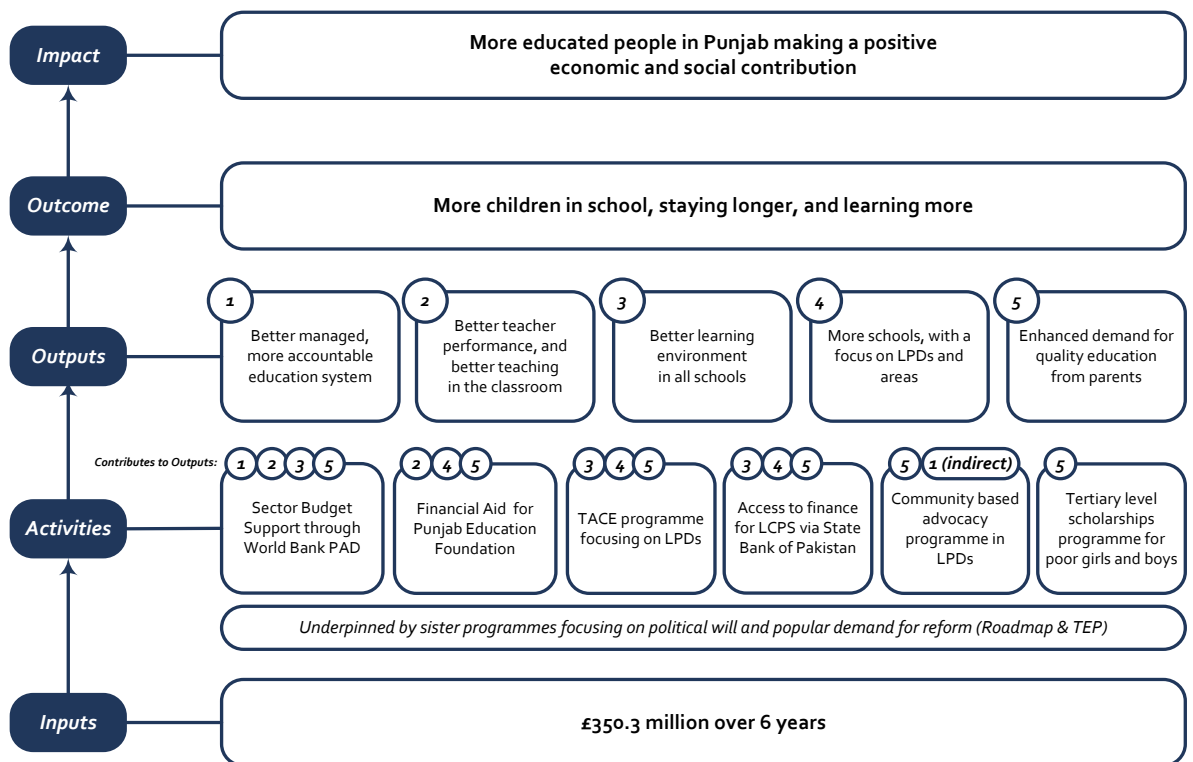 Impact
More educated people in Punjab making a positive
economic and social contribution
Outcome
More children in school, staying longer, and learning more
Outputs
1
Better managed,
more accountable
education system
2
Better teacher
performance, and
better teaching
in the classroom
3
Better learning
environment
in all schools
4
More schools, with a
focus on LPDs and
areas
5
Enhanced demand for
quality education
from parents
Activities
Contributes to Outputs:
1 2 3 5
Sector Budget
Support through
World Bank PAD
2 4 5
Financial Aid for
Punjab Education
Foundation
3 4 5
TACE programme
focusing on LPDs
3 4 5
Access to finance
for LCPS via State
Bank of Pakistan
5 1 (indirect)
Community based
advocacy
programme in
LPDs
5
Tertiary level
scholarships
programme for
poor girls and boys
Underpinned by sister programmes focusing on political will and popular demand for reform (Roadmap & TEP)
Inputs
£350.3 million over 6 years